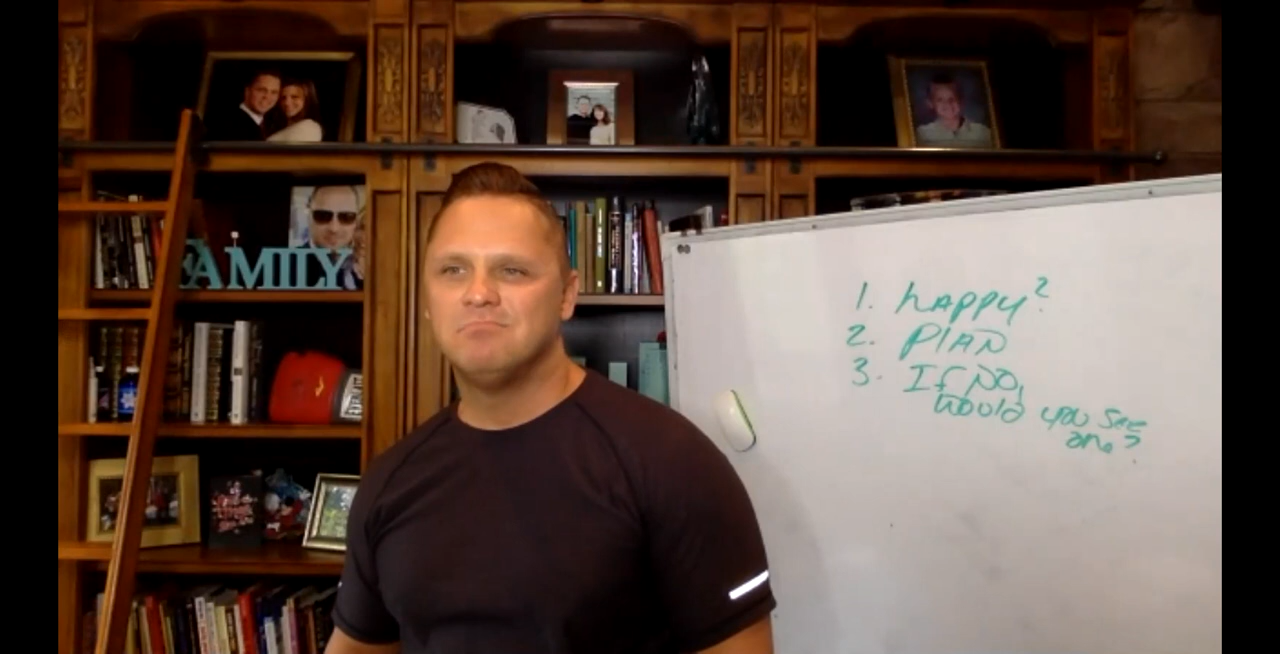 FAMILY
1. HAPPY?
2. PlAN
3. If NO,
would you see
one?